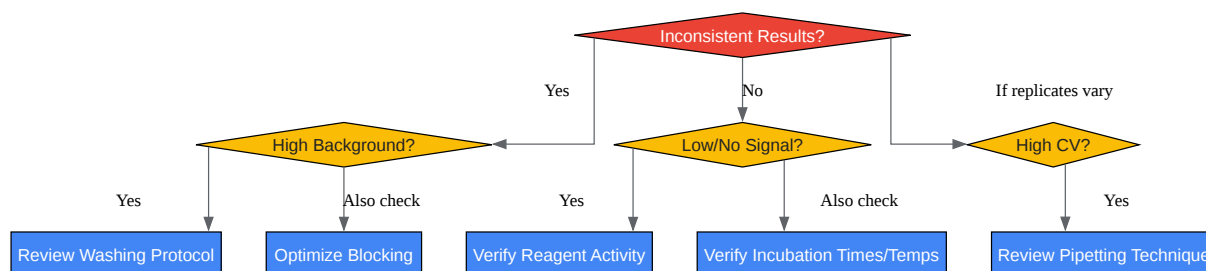 Inconsistent Results?
Yes
No
If replicates vary
High Background?
Low/No Signal?
High CV?
Yes
Also check
Yes
Also check
Yes
Review Washing Protocol
Optimize Blocking
Verify Reagent Activity
Verify Incubation Times/Temps
Review Pipetting Technique